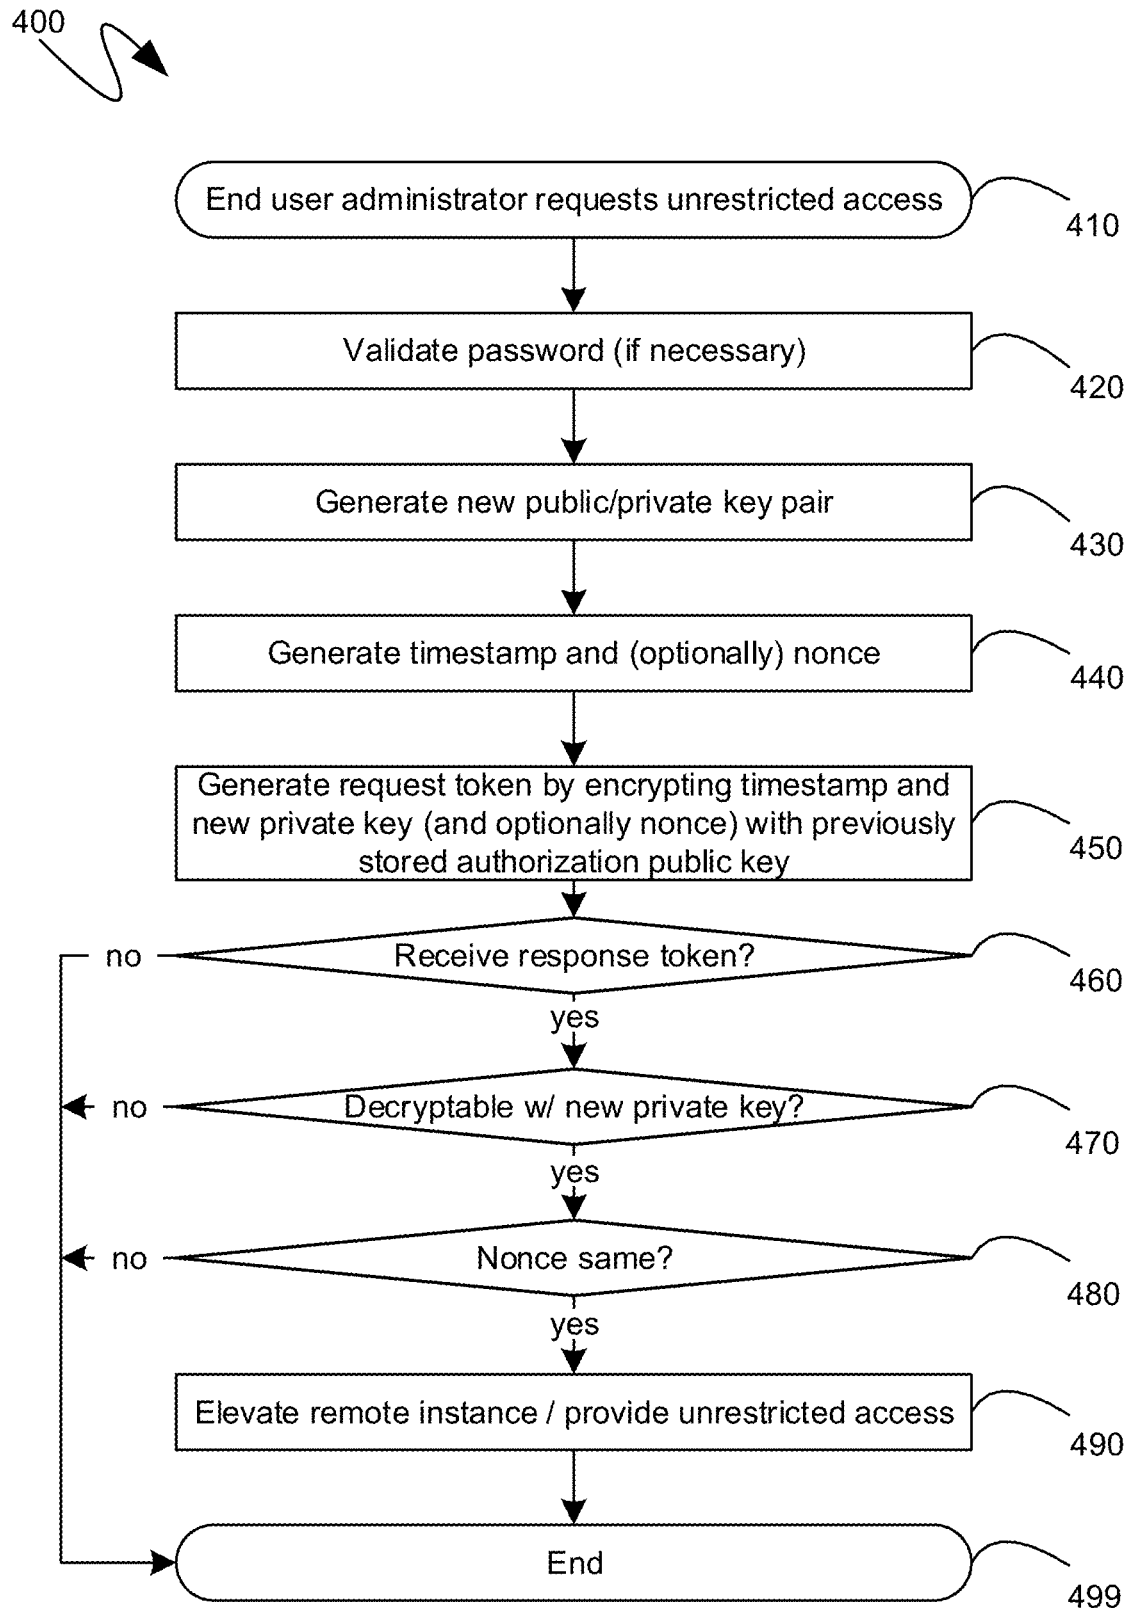 400
End user administrator requests unrestricted access
410
Validate password (if necessary)
420
Generate new public/private key pair
430
Generate timestamp and (optionally) nonce
440
Generate request token by encrypting timestamp and
new private key (and optionally nonce) with previously
stored authorization public key
450
Receive response token?
no
460
yes
Decryptable w/ new private key?
no
470
yes
Nonce same?
no
480
yes
Elevate remote instance / provide unrestricted access
490
End
499